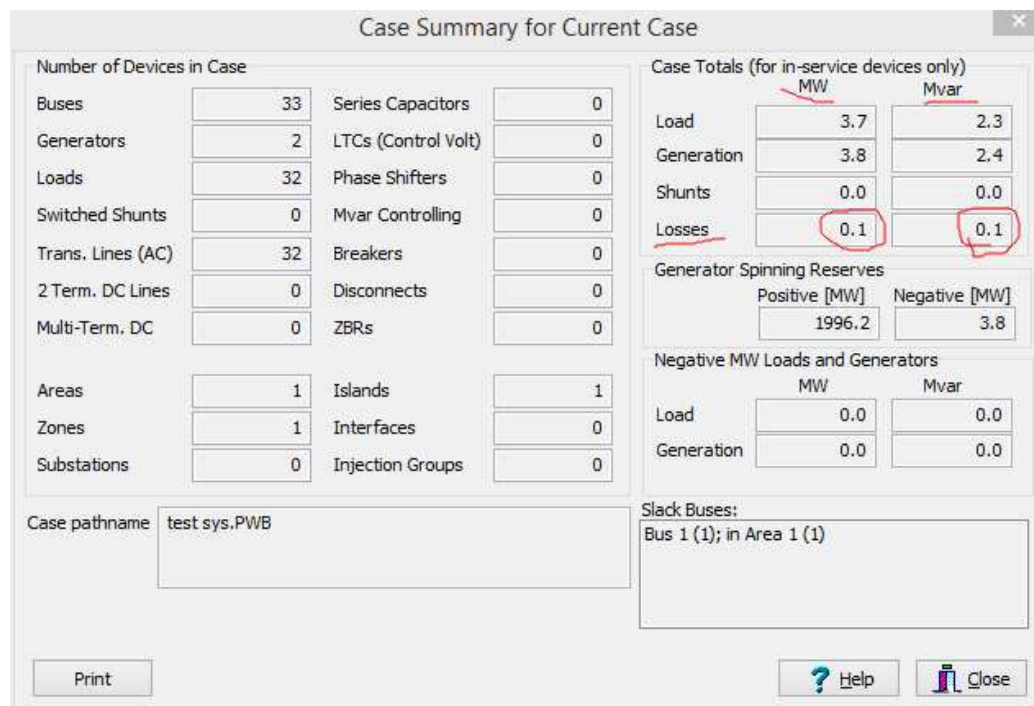 Case Summary for Current Case
Number of Devices in Case
Buses 33 Series Capacitors 0
Generators 2 LTCs (Control Volt) 0
Loads 32 Phase Shifters 0
Switched Shunts 0 Mvar Controlling 0
Trans. Lines (AC) 32 Breakers 0
2 Term. DC Lines 0 Disconnects 0
Multi-Term. DC 0 ZBRs 0
Areas 1 Islands 1
Zones 1 Interfaces 0
Substations 0 Injection Groups 0
Case Totals (for in-service devices only)
MW Mvar
Load 3.7 2.3
Generation 3.8 2.4
Shunts 0.0 0.0
Losses 0.1 0.1
Generator Spinning Reserves
Positive [MW] Negative [MW]
1996.2 3.8
Negative MW Loads and Generators
MW Mvar
Load 0.0 0.0
Generation 0.0 0.0
Case pathname test sys.PWB
Slack Buses:
Bus 1 (1); in Area 1 (1)
Print ? Help Close